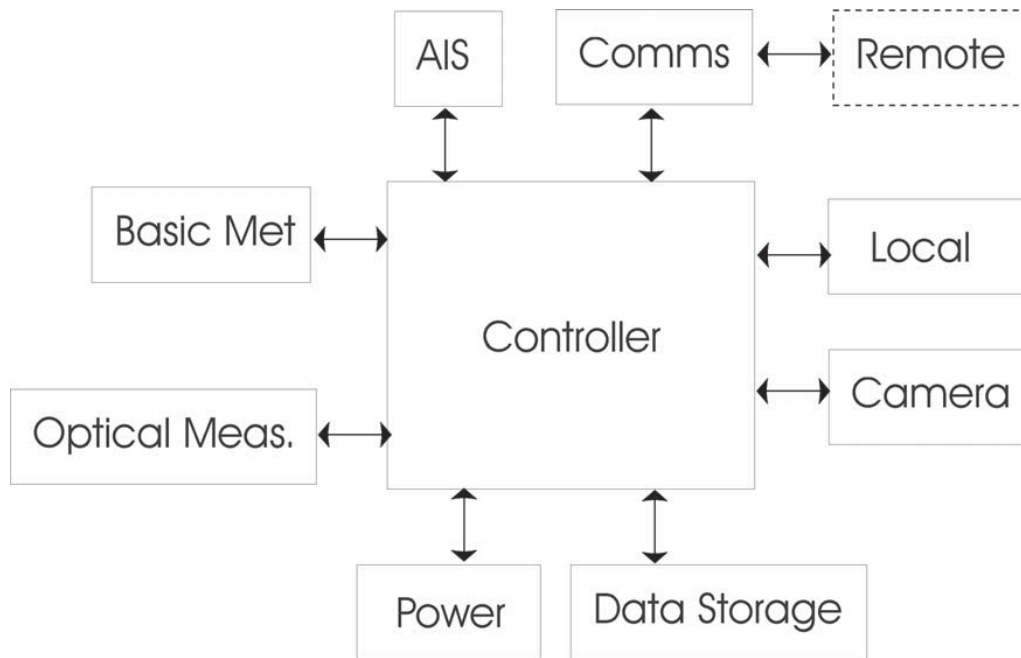 AIS
Comms
Remote
Basic Met
Local
Controller
Camera
Optical Meas.
Power
Data Storage